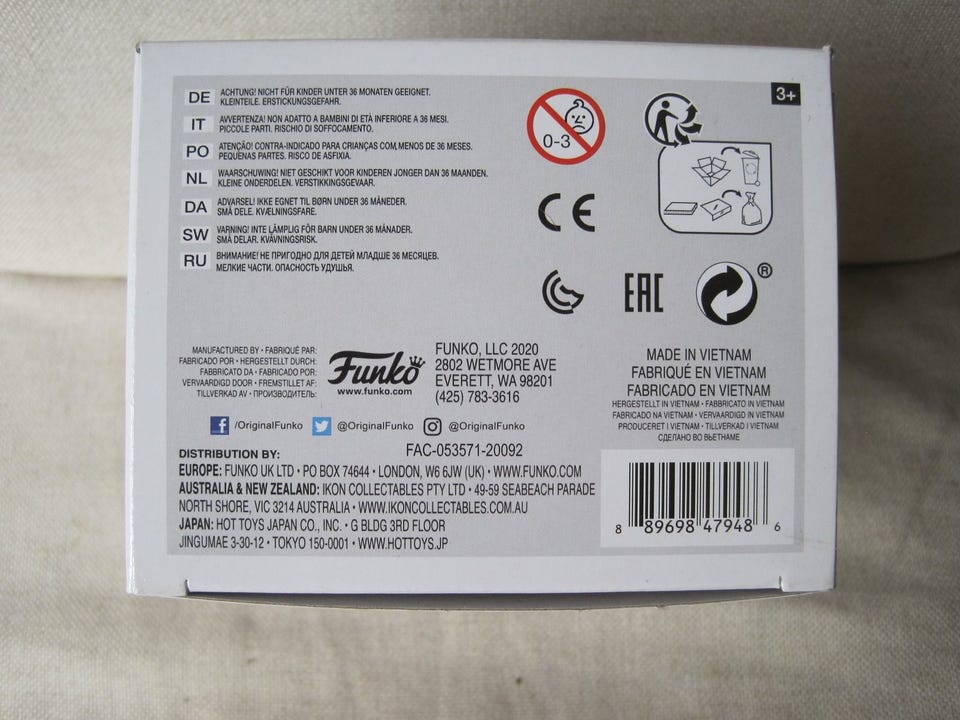 DE ACHTUNG! NICHT FÜR KINDER UNTER 36 MONATEN GEEIGNET.
KLEINTEILE. ERSTICKUNGSGEFAHR.
IT AVVERTENZA! NON ADATTO A BAMBINI DI ETÀ INFERIORE A 36 MESI.
PICCOLE PARTI. RISCHIO DI SOFFOCAMENTO.
PO ATENÇÃO! CONTRA-INDICADO PARA CRIANÇAS COM MENOS DE 36 MESES.
PEQUENAS PARTES. RISCO DE ASFIXIA.
NL WAARSCHUWING! NIET GESCHIKT VOOR KINDEREN JONGER DAN 36 MAANDEN.
KLEINE ONDERDELEN. VERSTIKKINGSGEVAAR.
DA ADVARSEL! IKKE EGNET TIL BØRN UNDER 36 MÅNEDER.
SMÅ DELE. KVÆLNINGSFARE.
SW VARNING! INTE LÄMPLIG FÖR BARN UNDER 36 MÅNADER.
SMÅ DELAR. KVÄVNINGSRISK.
RU ВНИМАНИЕ! НЕ ПРИГОДНО ДЛЯ ДЕТЕЙ МЛАДШЕ 36 МЕСЯЦЕВ.
МЕЛКИЕ ЧАСТИ. ОПАСНОСТЬ УДУШЬЯ.
0-3
3+
CE
EAC
®
MANUFACTURED BY • FABRIQUÉ PAR:
FABRICADO POR • HERGESTELLT DURCH:
FABBRICATO DA • FABRICADO POR:
VERVAARDIGD DOOR • FREMSTILLET AF:
TILLVERKAD AV • ПРОИЗВОДИТЕЛЬ:
Funko
www.funko.com
FUNKO, LLC 2020
2802 WETMORE AVE
EVERETT, WA 98201
(425) 783-3616
MADE IN VIETNAM
FABRIQUÉ EN VIETNAM
FABRICADO EN VIETNAM
HERGESTELLT IN VIETNAM • FABBRICATO IN VIETNAM
FABRICADO NA VIETNAM • VERVAARDIGD IN VIETNAM
PRODUCERET I VIETNAM • TILLVERKAD I VIETNAM
СДЕЛАНО ВО ВЬЕТНАМЕ
f /OriginalFunko @OriginalFunko @OriginalFunko
FAC-053571-20092
DISTRIBUTION BY:
EUROPE: FUNKO UK LTD • PO BOX 74644 • LONDON, W6 6JW (UK) • WWW.FUNKO.COM
AUSTRALIA & NEW ZEALAND: IKON COLLECTABLES PTY LTD • 49-59 SEABEACH PARADE
NORTH SHORE, VIC 3214 AUSTRALIA • WWW.IKONCOLLECTABLES.COM.AU
JAPAN: HOT TOYS JAPAN CO., INC. • G BLDG 3RD FLOOR
JINGUMAE 3-30-12 • TOKYO 150-0001 • WWW.HOTTOYS.JP
8 89698 47948 6